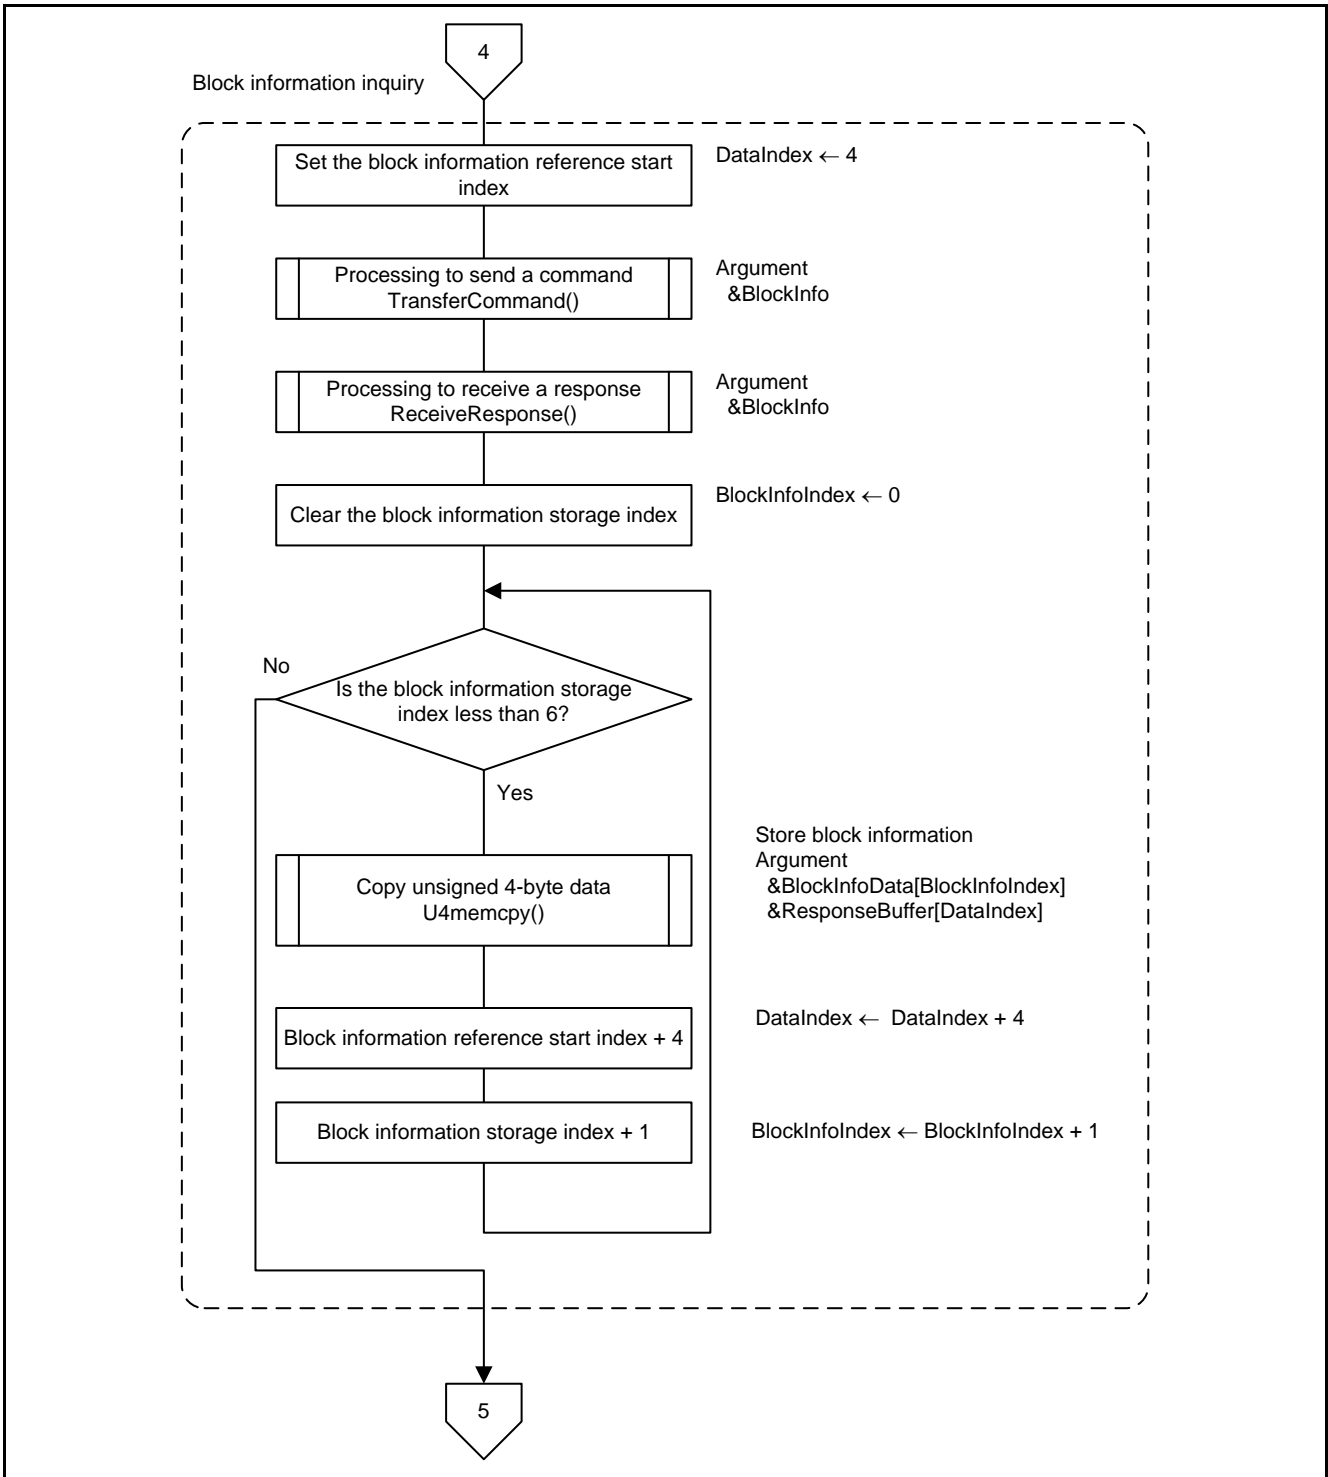 4
Block information inquiry
Set the block information reference start
index
DataIndex ← 4
Processing to send a command
TransferCommand()
Argument
&BlockInfo
Processing to receive a response
ReceiveResponse()
Argument
&BlockInfo
Clear the block information storage index
BlockInfoIndex ← 0
No
Is the block information storage
index less than 6?
Yes
Copy unsigned 4-byte data
U4memcpy()
Store block information
Argument
&BlockInfoData[BlockInfoIndex]
&ResponseBuffer[DataIndex]
Block information reference start index + 4
DataIndex ← DataIndex + 4
Block information storage index + 1
BlockInfoIndex ← BlockInfoIndex + 1
5